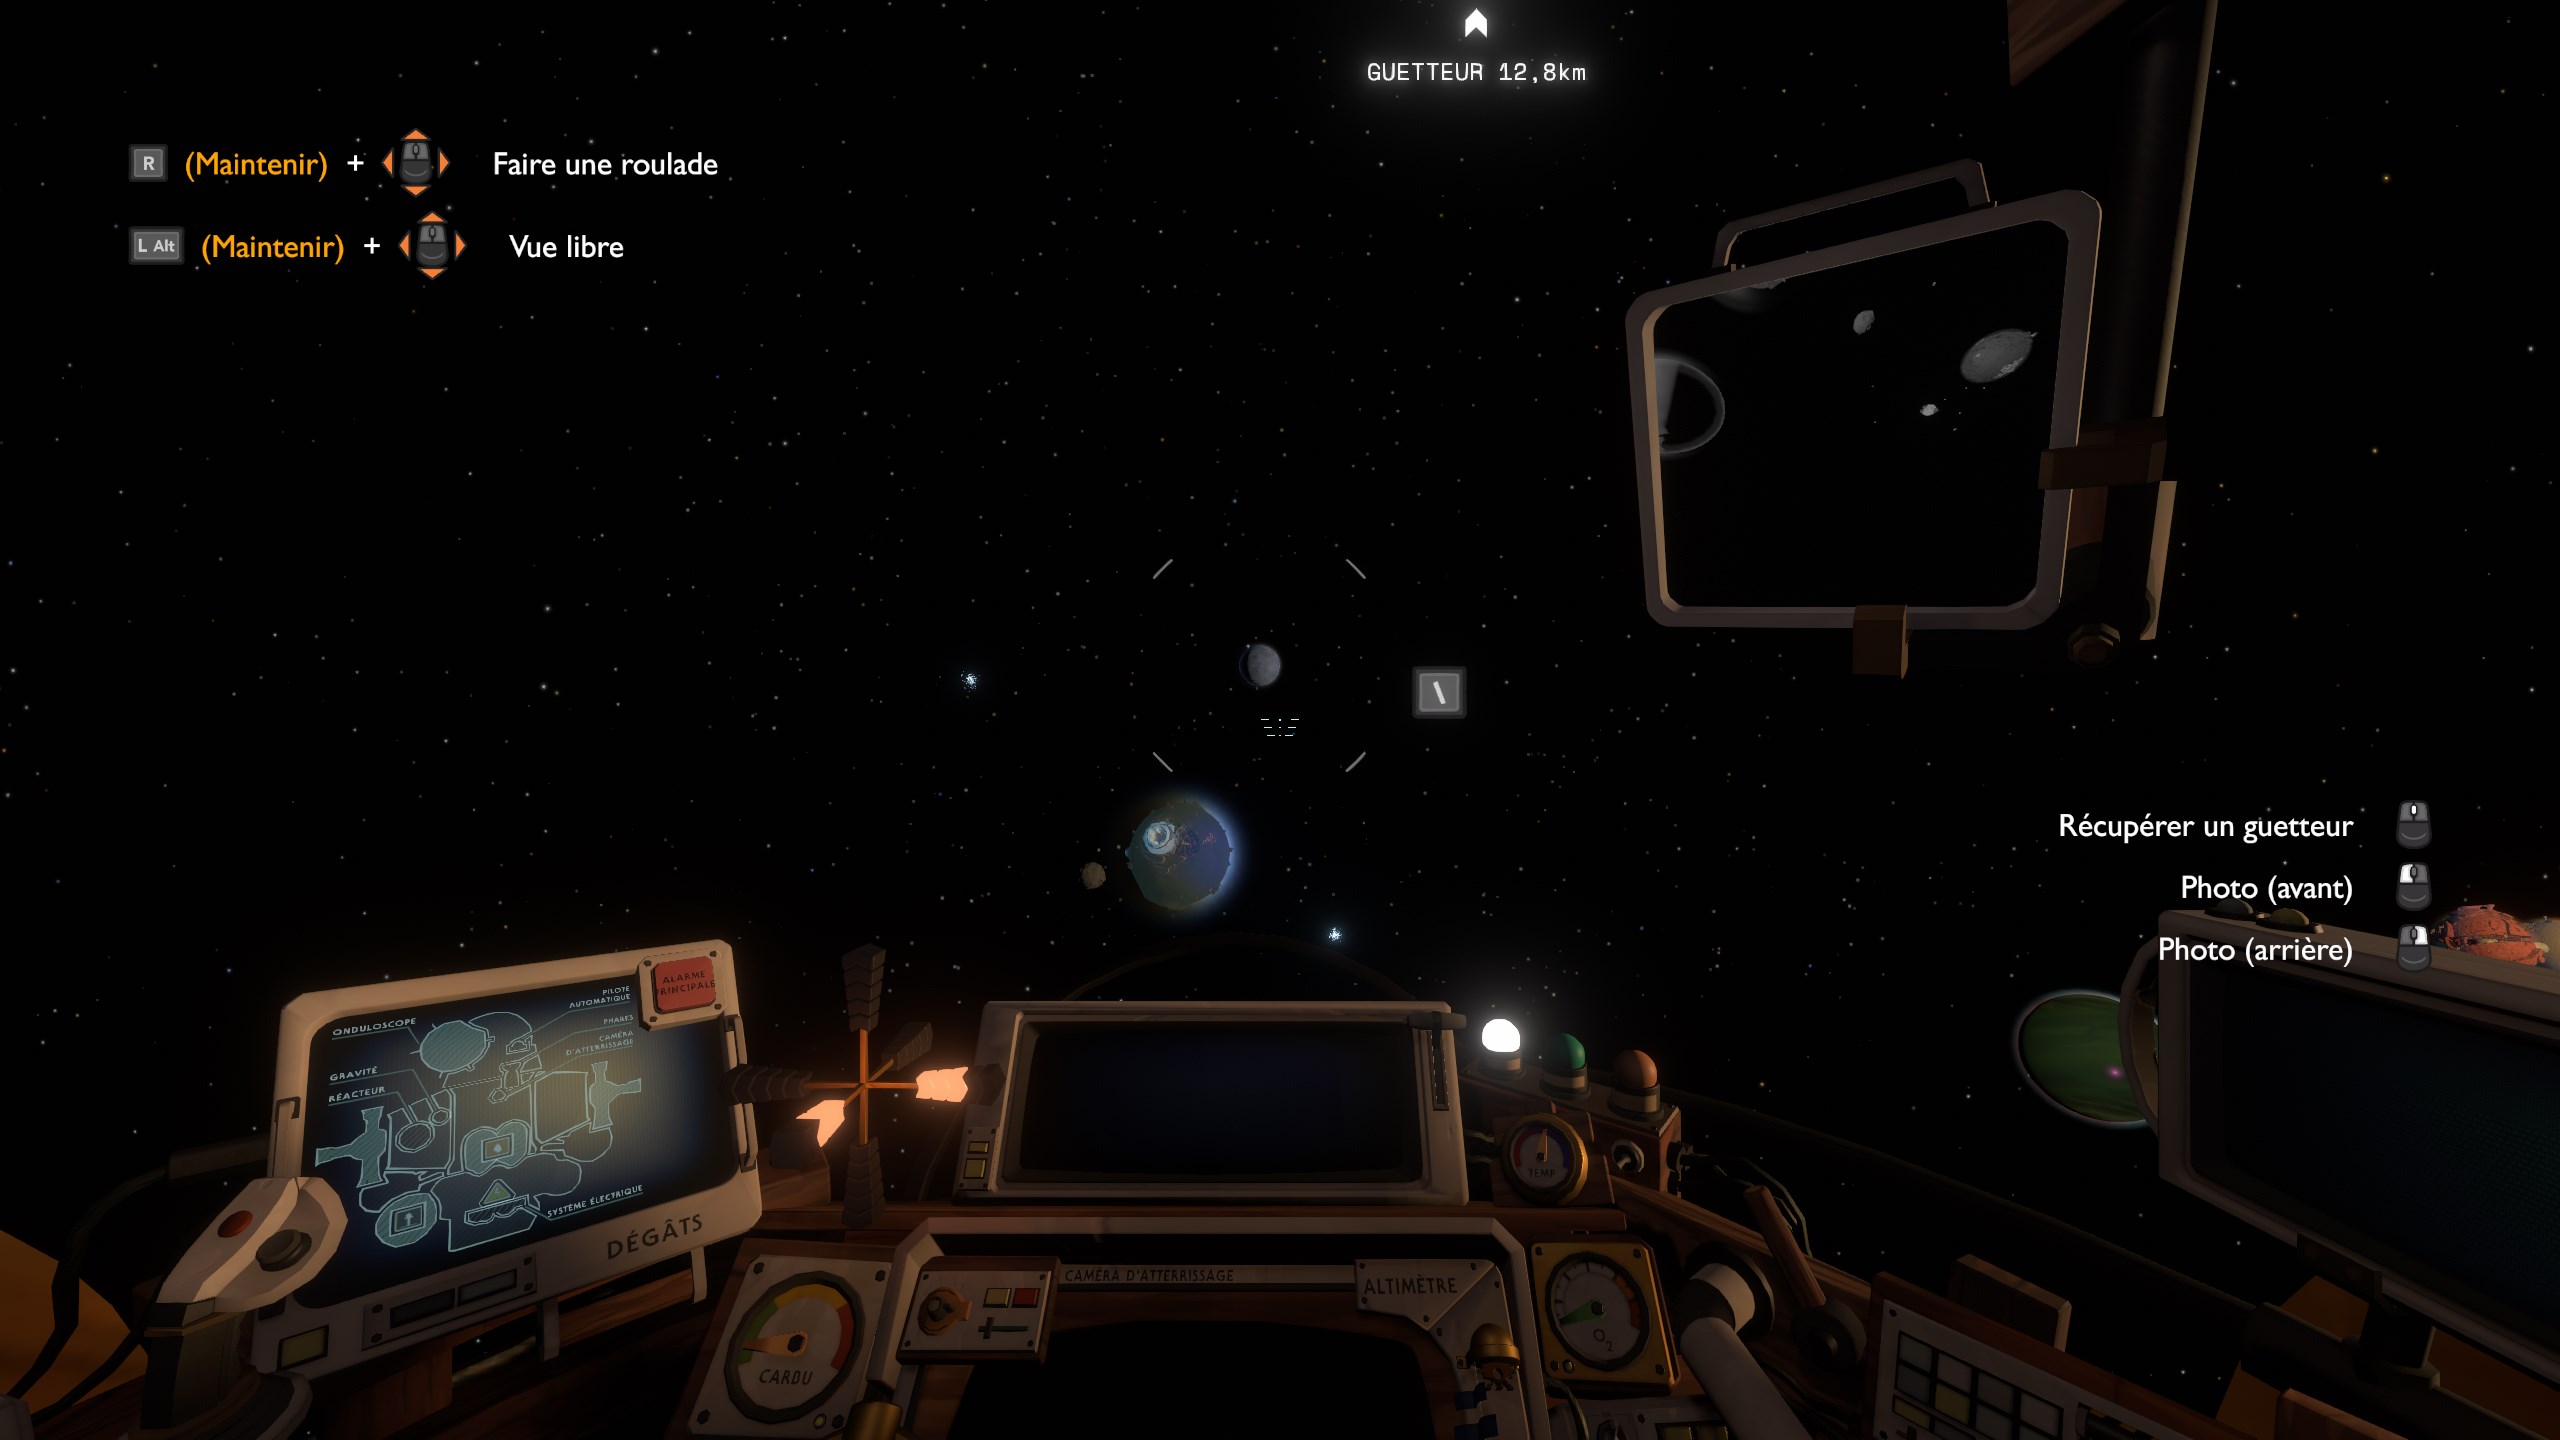 GUETTEUR 12,8km
R (Maintenir) + Faire une roulade
L Alt (Maintenir) + Vue libre
\
Récupérer un guetteur
Photo (avant)
Photo (arrière)
ALARME
PRINCIPALE
PILOTE
AUTOMATIQUE
ONDULOSCOPE
PHARES
CAMÉRA
D'ATTERRISSAGE
GRAVITÉ
RÉACTEUR
SYSTÈME ÉLECTRIQUE
DÉGÂTS
TEMP
CAMÉRA D'ATTERRISSAGE
ALTIMÈTRE
CARBU
O2